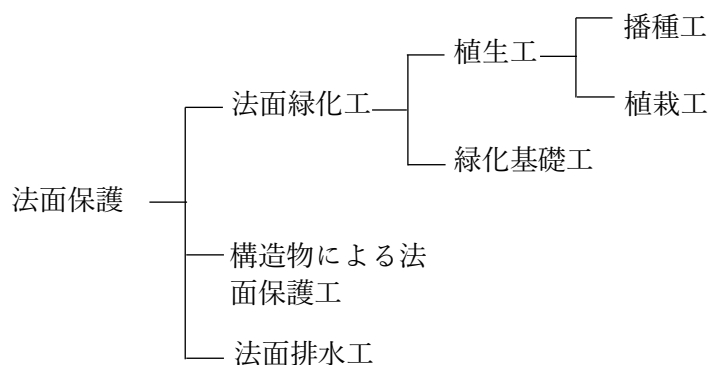 播種工
植生工
植栽工
法面緑化工
緑化基礎工
法面保護
構造物による法
面保護工
法面排水工